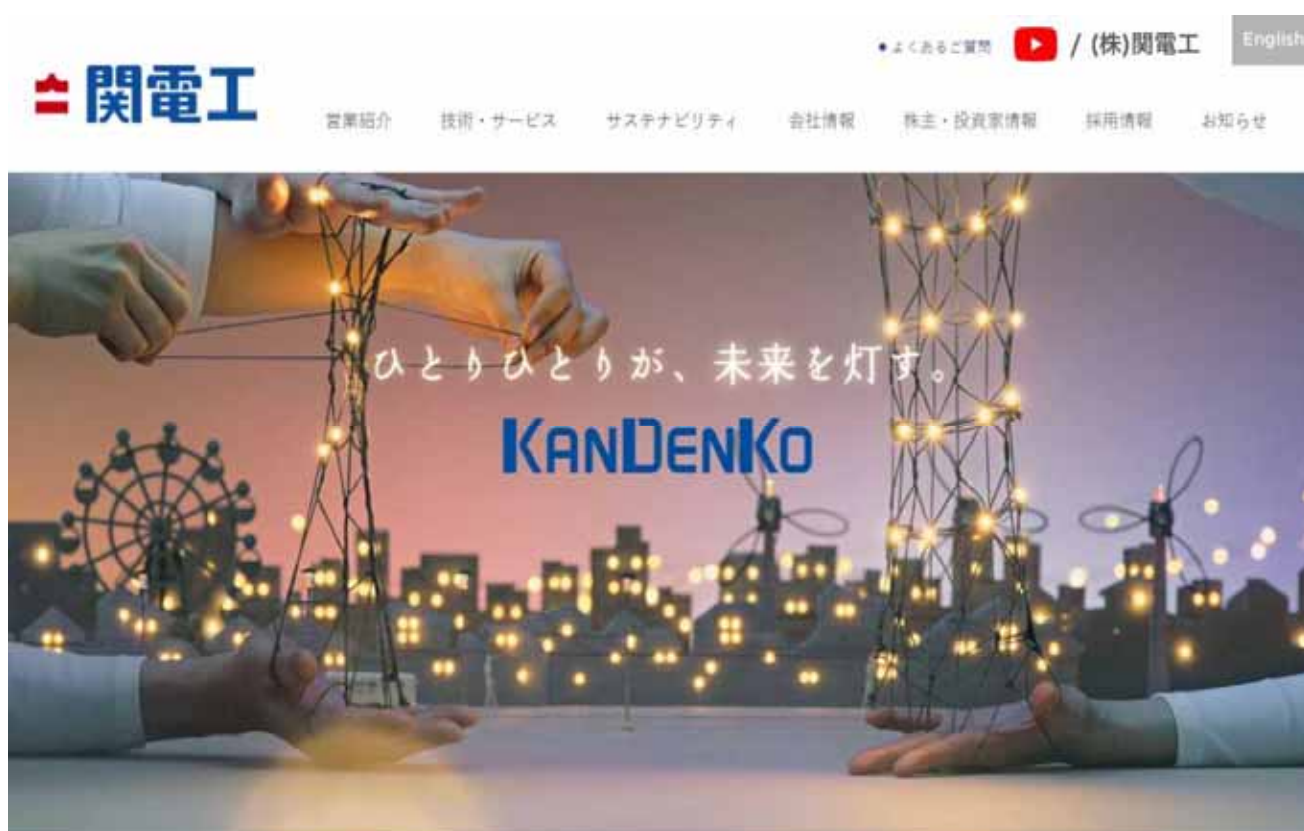 よくあるご質問
/ (株)関電工
English
関電工
営業紹介 技術・サービス サステナビリティ 会社情報 株主・投資家情報 採用情報 お知らせ
ひとりひとりが、未来を灯す。
KANDENKO